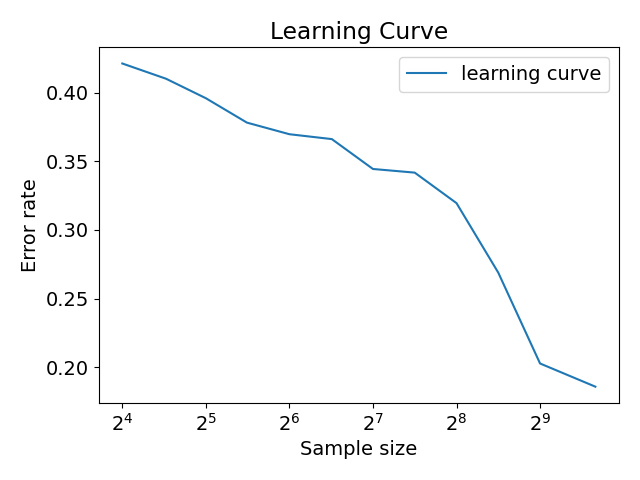 Learning Curve
learning curve
0.40
0.35
0.30
0.25
0.20
Error rate
2⁴ 2⁵ 2⁶ 2⁷ 2⁸ 2⁹
Sample size